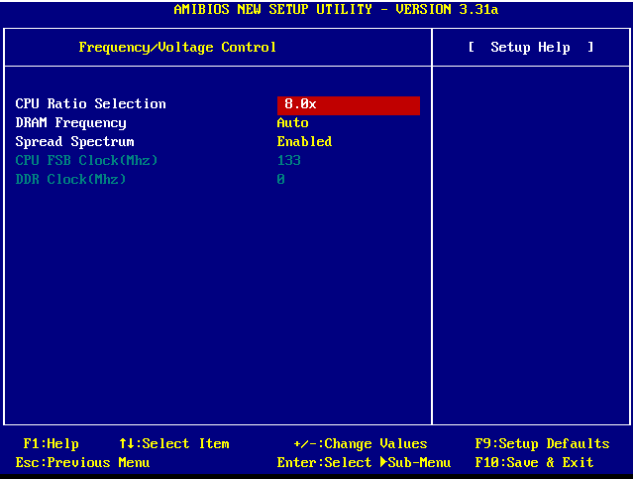 AMIBIOS NEW SETUP UTILITY - VERSION 3.31a
Frequency/Voltage Control
[ Setup Help ]
CPU Ratio Selection 8.0x
DRAM Frequency Auto
Spread Spectrum Enabled
CPU FSB Clock(Mhz) 133
DDR Clock(Mhz) 0
F1:Help ↑↓:Select Item +/-:Change Values F9:Setup Defaults
Esc:Previous Menu Enter:Select ▶Sub-Menu F10:Save & Exit